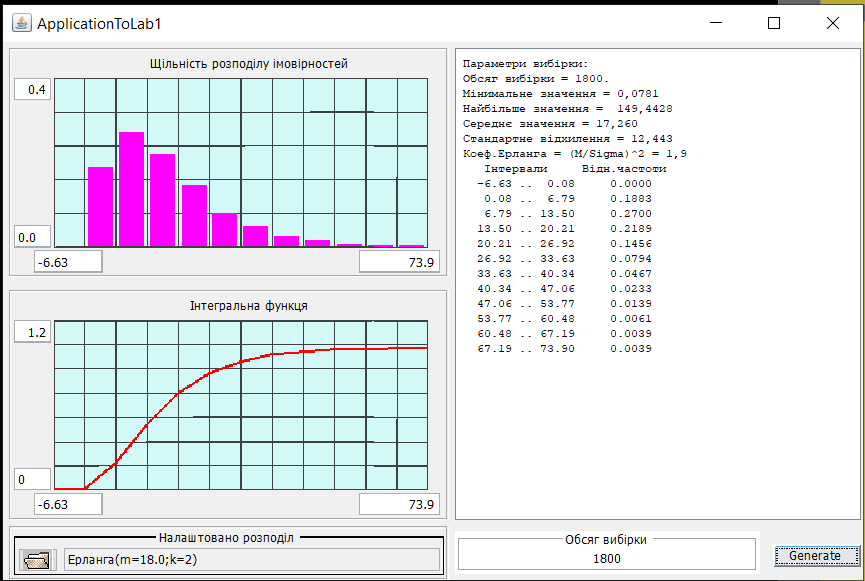 ApplicationToLab1
Щільність розподілу імовірностей
0.4
0.0
-6.63
73.9
Інтегральна функця
1.2
0
-6.63
73.9
Налаштовано розподіл
Ерланга(m=18.0;k=2)
Параметри вибірки:
Обсяг вибірки = 1800.
Мінимальне значення = 0,0781
Найбільше значення =  149,4428
Середнє значення = 17,260
Стандартне відхилення = 12,443
Коеф.Ерланга = (M/Sigma)^2 = 1,9
Інтервали     Відн.частоти
-6.63 ..  0.08     0.0000
0.08 ..  6.79     0.1883
6.79 .. 13.50     0.2700
13.50 .. 20.21     0.2189
20.21 .. 26.92     0.1456
26.92 .. 33.63     0.0794
33.63 .. 40.34     0.0467
40.34 .. 47.06     0.0233
47.06 .. 53.77     0.0139
53.77 .. 60.48     0.0061
60.48 .. 67.19     0.0039
67.19 .. 73.90     0.0039
Обсяг вибірки
1800
Generate